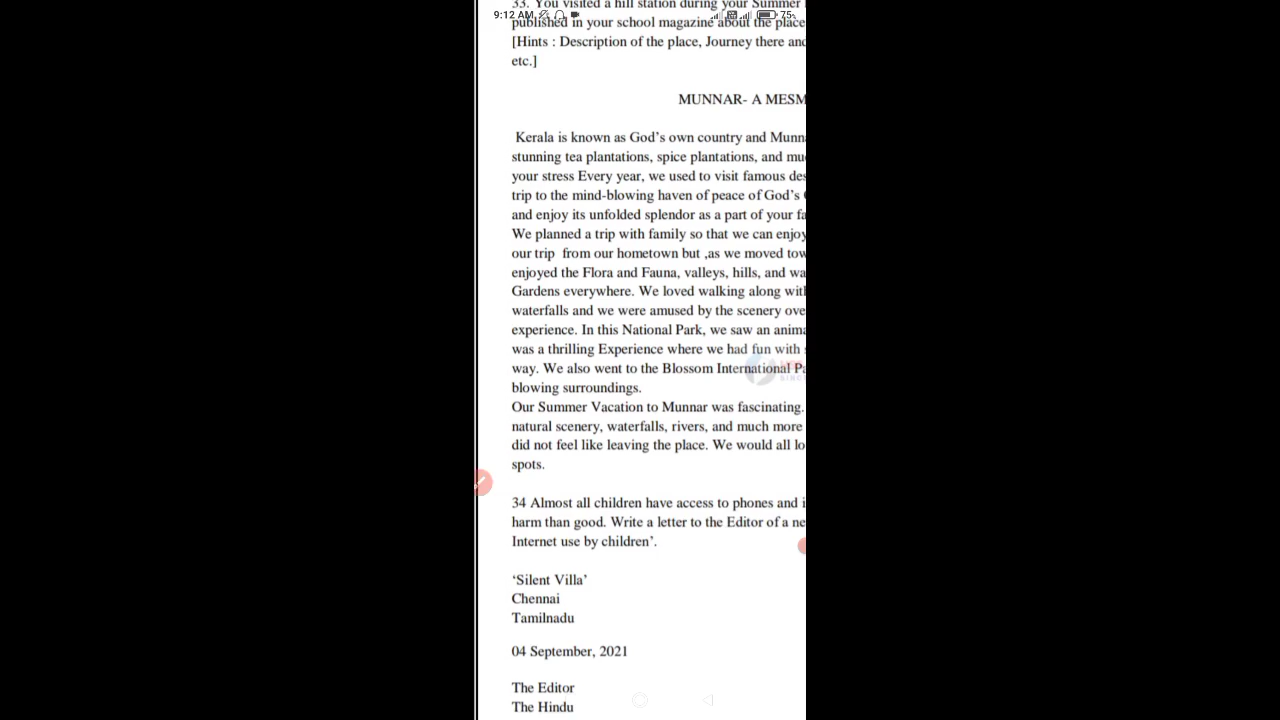 33. You visited a hill station during your Summer
9:12 AM 75
published in your school magazine about the place
[Hints : Description of the place, Journey there and
etc.]
MUNNAR- A MESM
Kerala is known as God's own country and Munn
stunning tea plantations, spice plantations, and mu
your stress Every year, we used to visit famous des
trip to the mind-blowing haven of peace of God's
and enjoy its unfolded splendor as a part of your fa
We planned a trip with family so that we can enjoy
our trip from our hometown but ,as we moved tow
enjoyed the Flora and Fauna, valleys, hills, and wa
Gardens everywhere. We loved walking along with
waterfalls and we were amused by the scenery ove
experience. In this National Park, we saw an anima
was a thrilling Experience where we had fun with
way. We also went to the Blossom International Pa
blowing surroundings.
Our Summer Vacation to Munnar was fascinating.
natural scenery, waterfalls, rivers, and much more
did not feel like leaving the place. We would all lo
spots.
34 Almost all children have access to phones and i
harm than good. Write a letter to the Editor of a ne
Internet use by children'.
'Silent Villa'
Chennai
Tamilnadu
04 September, 2021
The Editor
The Hindu